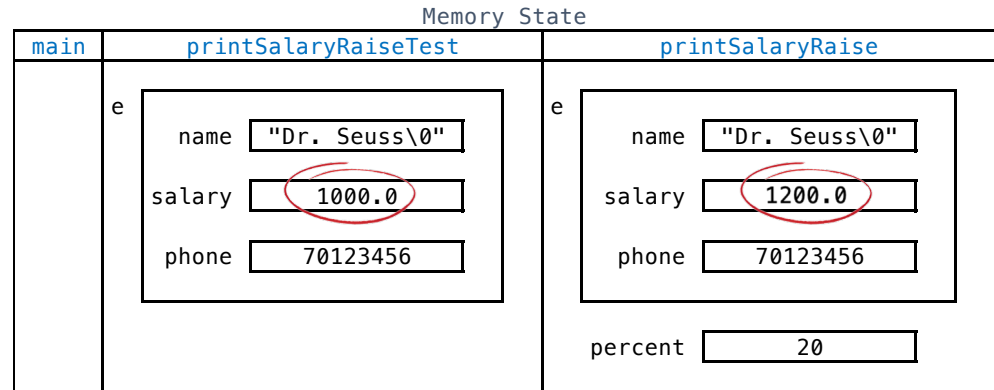 Memory State
main printSalaryRaiseTest printSalaryRaise
e e
name "Dr. Seuss\0" name "Dr. Seuss\0"
salary 1000.0 salary 1200.0
phone 70123456 phone 70123456
percent 20